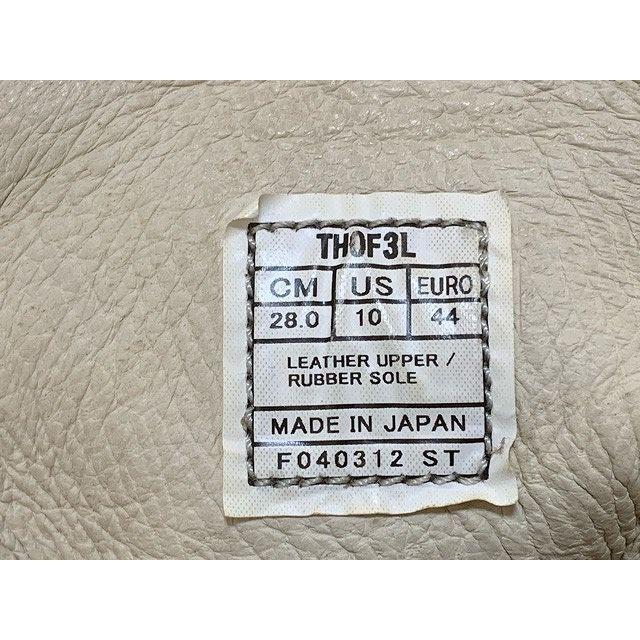 THOF3L
CM US EURO
28.0 10 44
LEATHER UPPER /
RUBBER SOLE
MADE IN JAPAN
F040312 ST